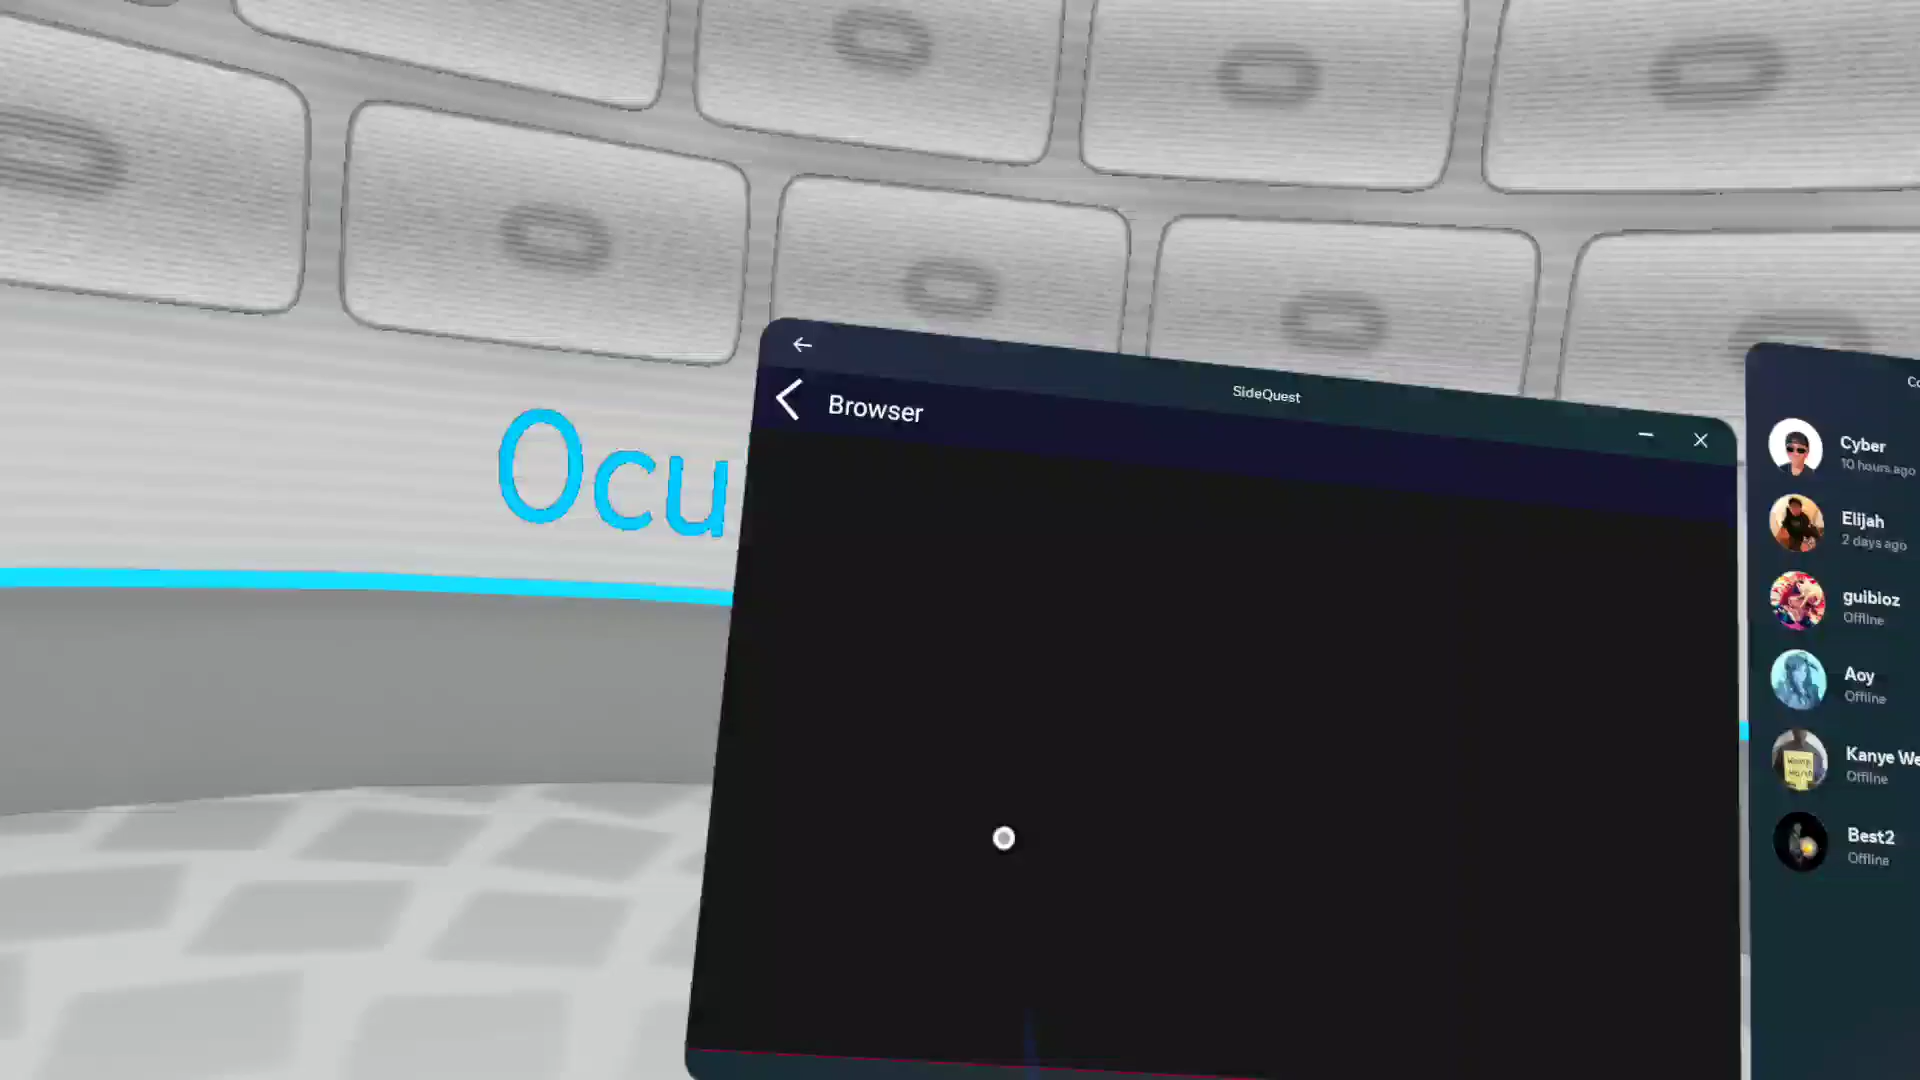 Ocu
SideQuest
Browser
Cyber
10 hours ago
Elijah
2 days ago
guibioz
Offline
Aoy
Offline
Kanye We
Offline
Best2
Offline